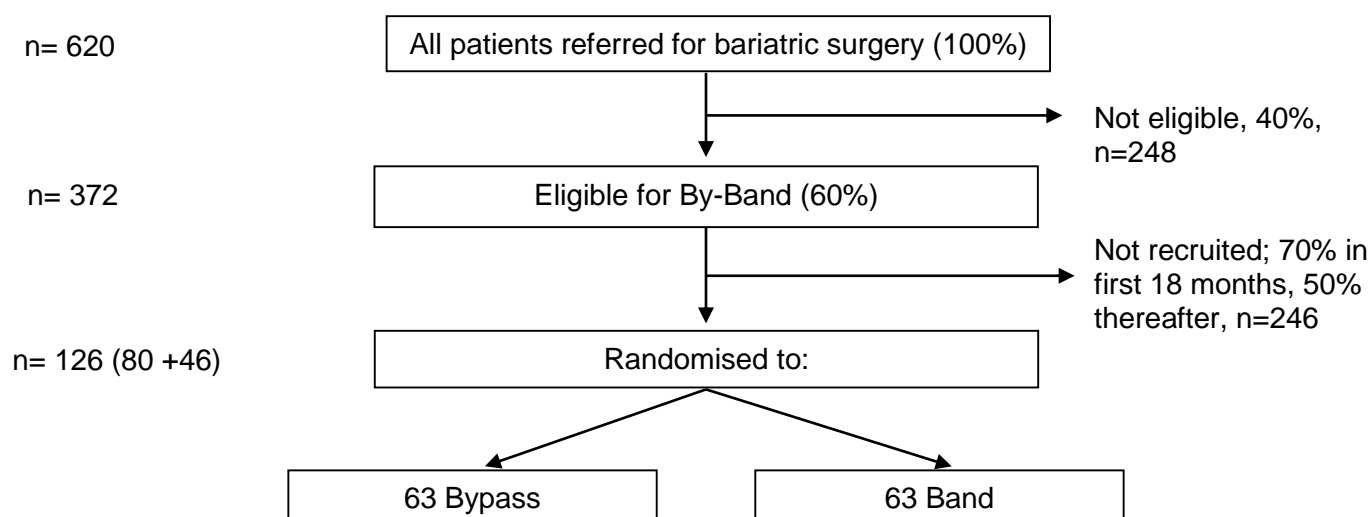 n= 620
All patients referred for bariatric surgery (100%)
Not eligible, 40%,
n=248
n= 372
Eligible for By-Band (60%)
Not recruited; 70% in
first 18 months, 50%
thereafter, n=246
n= 126 (80 +46)
Randomised to:
63 Bypass
63 Band